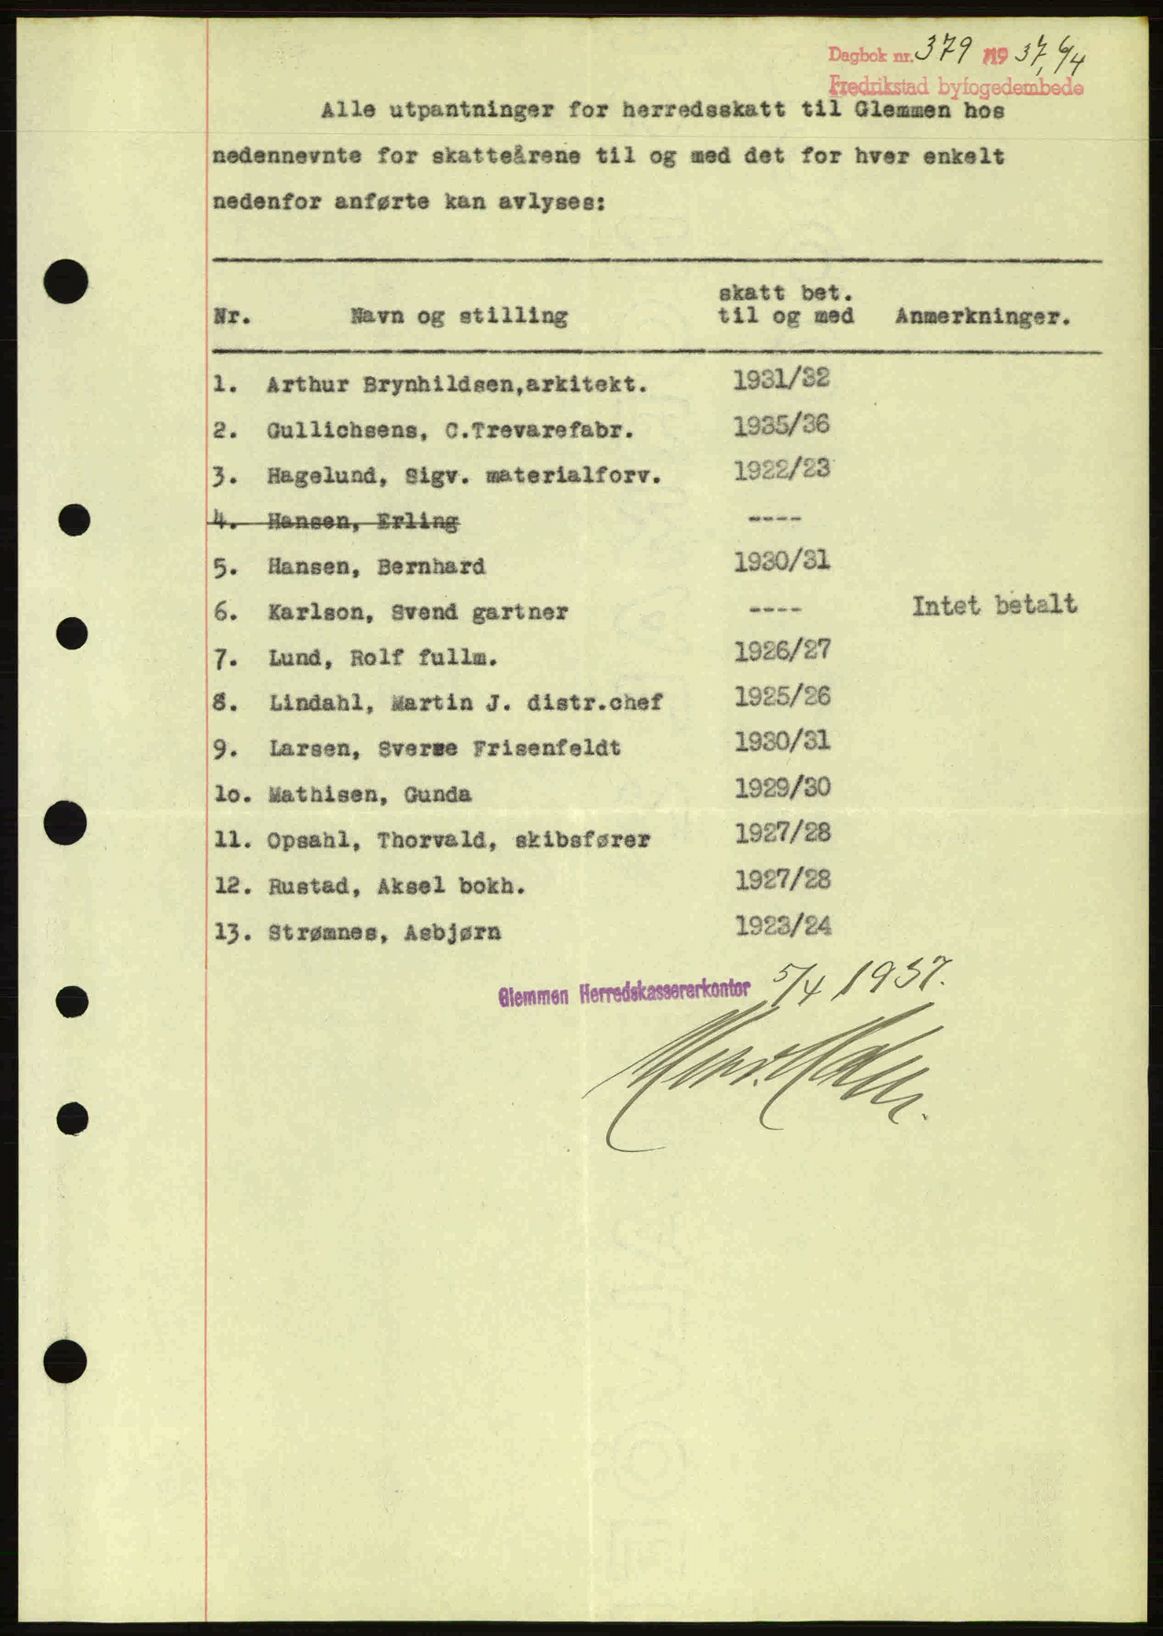 Dagbok nr. 379 1937, 6/4
Fredrikstad byfogedembede
Alle utpantninger for herredsskatt til Glemmen hos
nedennevnte for skatteårene til og med det for hver enkelt
nedenfor anførte kan avlyses:
skatt bet.
Nr. Navn og stilling til og med Anmerkninger.
1. Arthur Brynhildsen,arkitekt. 1931/32
2. Gullichsens, C.Trevarefabr. 1935/36
3. Hagelund, Sigv. materialforv. 1922/23
4. Hansen, Erling ----
5. Hansen, Bernhard 1930/31
6. Karlson, Svend gartner ---- Intet betalt
7. Lund, Rolf fullm. 1926/27
8. Lindahl, Martin J. distr.chef 1925/26
9. Larsen, Sverre Frisenfeldt 1930/31
10. Mathisen, Gunda 1929/30
11. Opsahl, Thorvald, skibsfører 1927/28
12. Rustad, Aksel bokh. 1927/28
13. Strømnes, Asbjørn 1923/24
Glemmen Herredskassererkontor 5/4 1937.